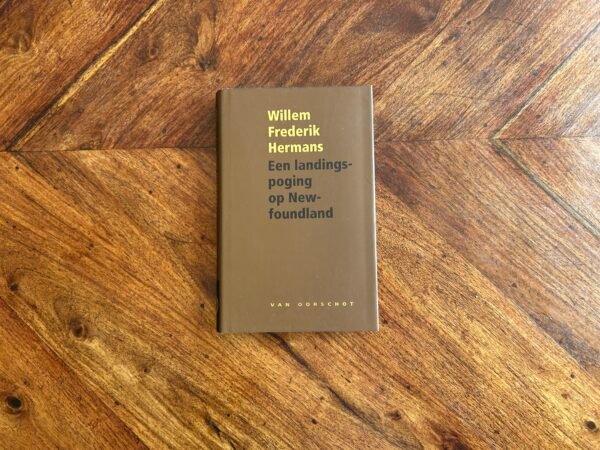 Willem
Frederik
Hermans
Een landings-
poging
op New-
foundland
VAN OORSCHOT